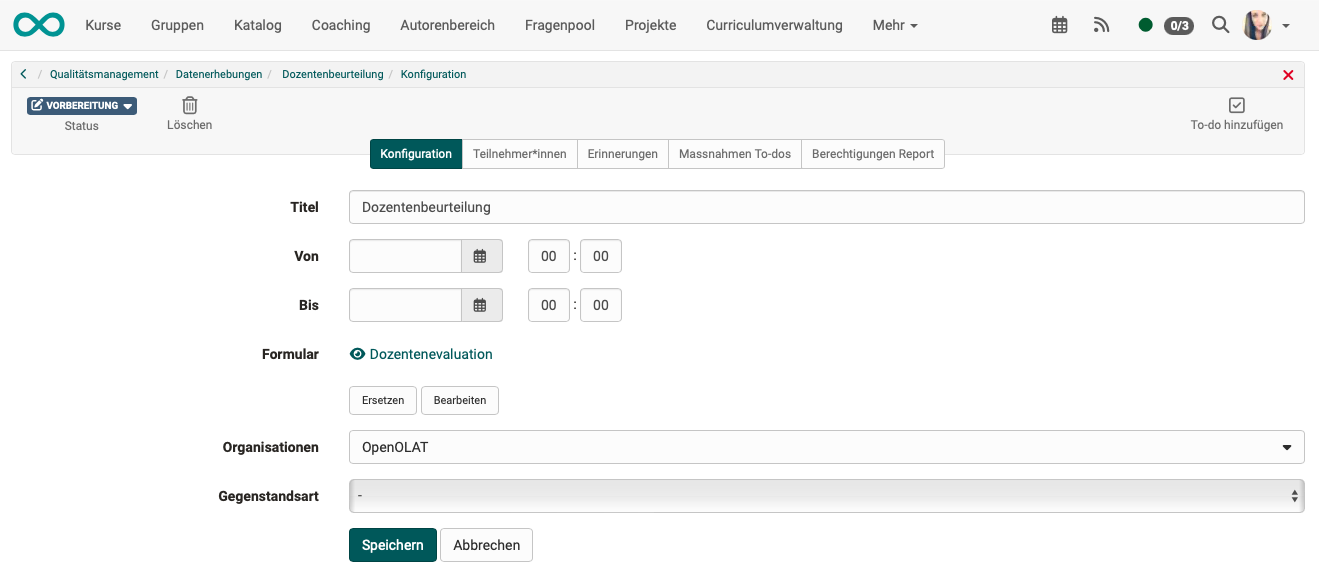 Kurse Gruppen Katalog Coaching Autorenbereich Fragenpool Projekte Curriculumverwaltung Mehr 0/3
/ Qualitätsmanagement / Datenerhebungen / Dozentenbeurteilung / Konfiguration
VORBEREITUNG
Status Löschen To-do hinzufügen
Konfiguration Teilnehmer*innen Erinnerungen Massnahmen To-dos Berechtigungen Report
Titel Dozentenbeurteilung
Von 00 : 00
Bis 00 : 00
Formular Dozentenevaluation
Ersetzen Bearbeiten
Organisationen OpenOLAT
Gegenstandsart -
Speichern Abbrechen